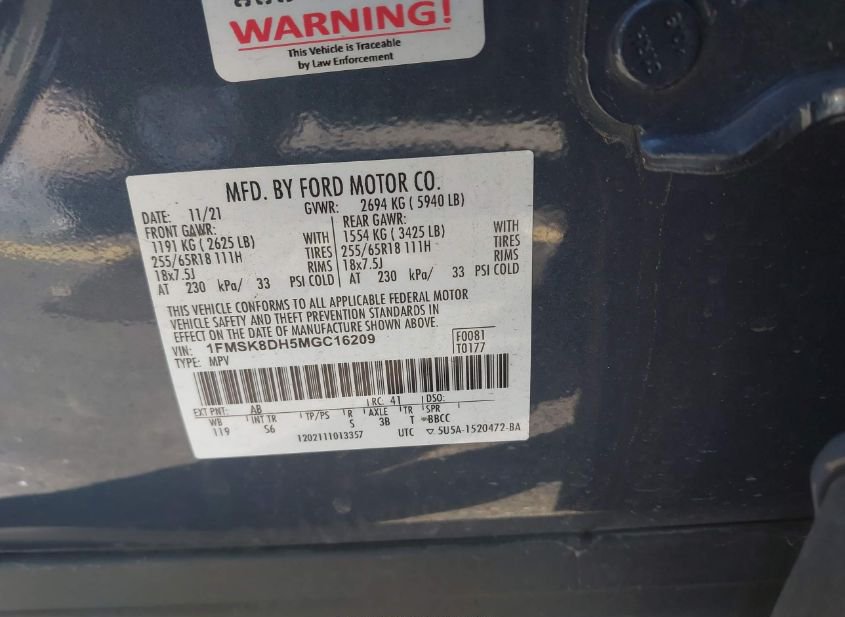 WARNING!
This Vehicle is Traceable
by Law Enforcement
MFD. BY FORD MOTOR CO.
DATE: 11/21 GVWR: 2694 KG ( 5940 LB)
FRONT GAWR: REAR GAWR:
1191 KG ( 2625 LB) WITH 1554 KG ( 3425 LB) WITH
255/65R18 111H TIRES 255/65R18 111H TIRES
18x7.5J RIMS 18x7.5J RIMS
AT 230 kPa/ 33 PSI COLD AT 230 kPa/ 33 PSI COLD
THIS VEHICLE CONFORMS TO ALL APPLICABLE FEDERAL MOTOR
VEHICLE SAFETY AND THEFT PREVENTION STANDARDS IN
EFFECT ON THE DATE OF MANUFACTURE SHOWN ABOVE.
VIN: 1FMSK8DH5MGC16209 F0081
TYPE: MPV T0177
EXT PNT: AB RC: 41 DSO:
WB INT TR TP/PS R AXLE TR SPR
119 S6 S 3B T *BBCC
1202111013357 UTC ▽ 5U5A-1520472-BA